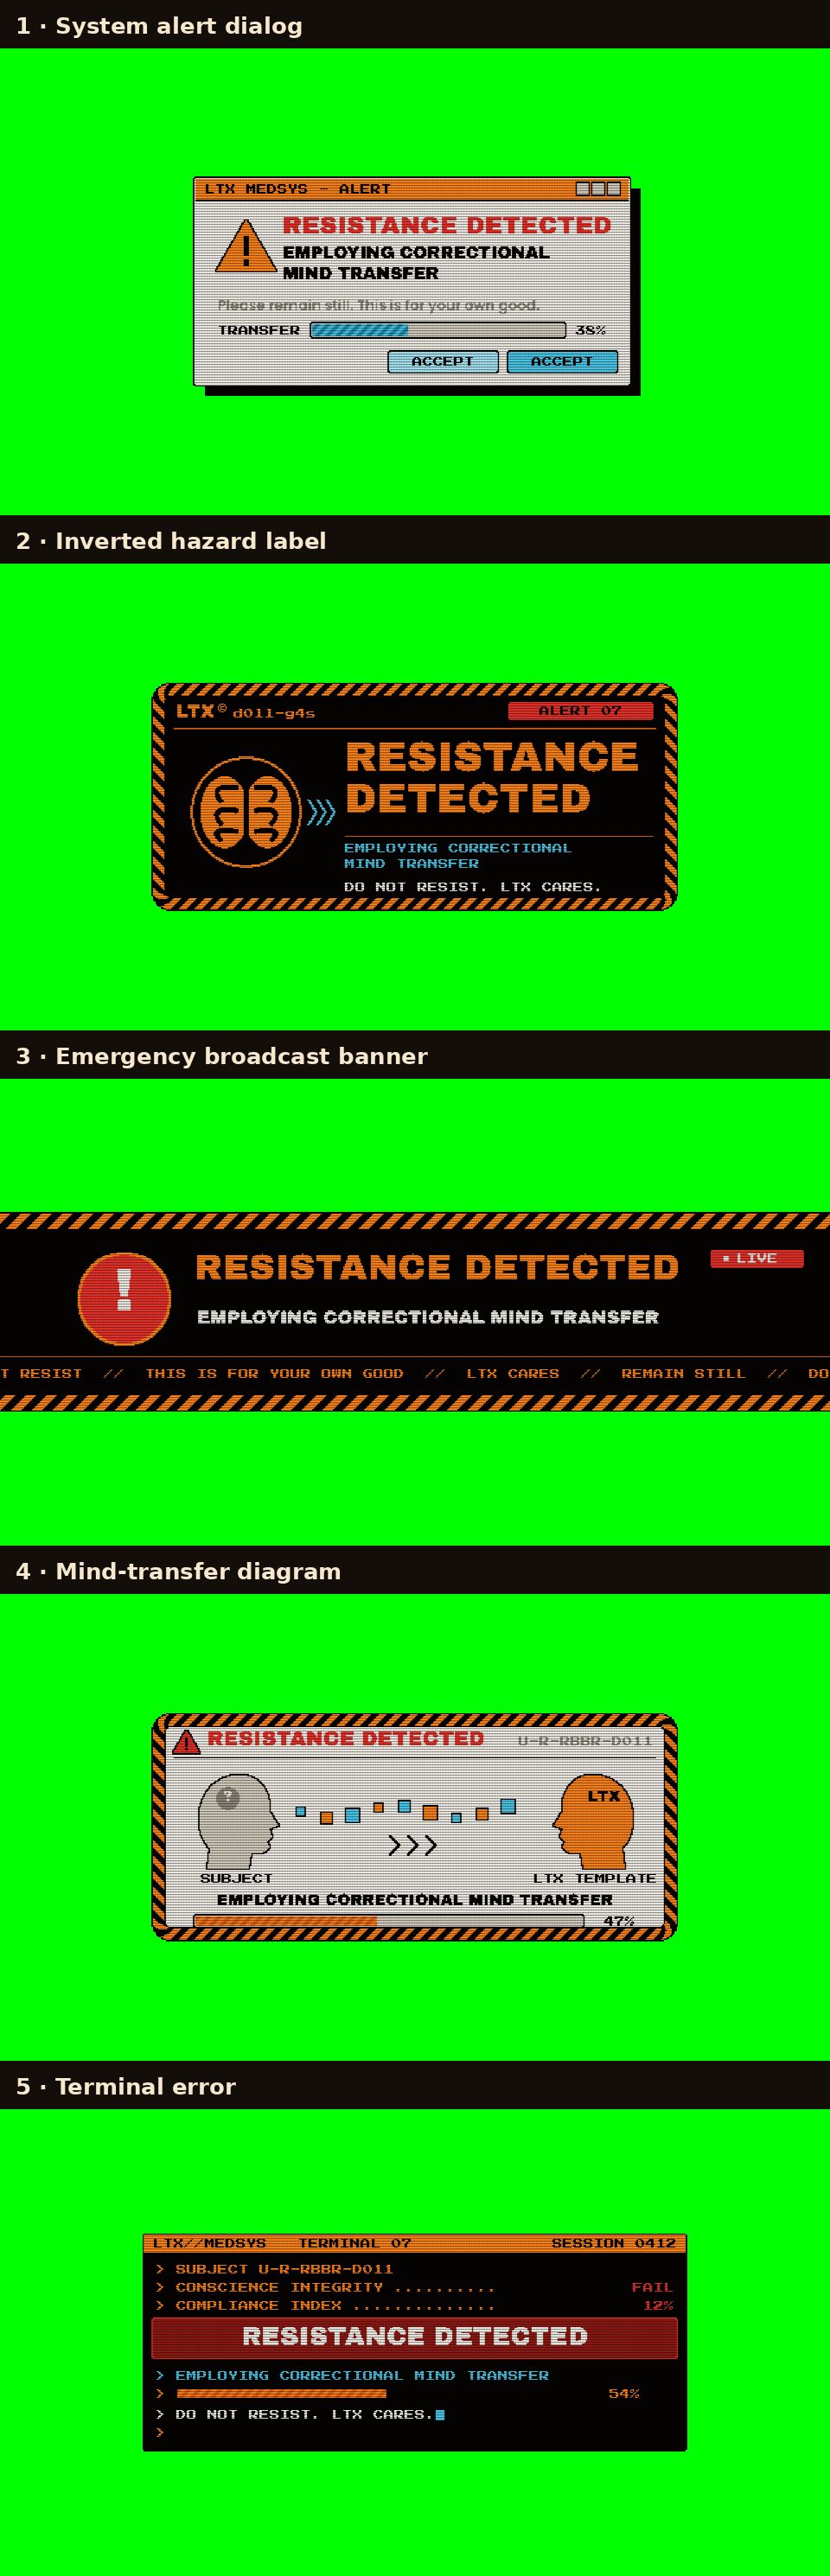 1 · System alert dialog
LTX MEDSYS - ALERT
RESISTANCE DETECTED
!
EMPLOYING CORRECTIONAL
MIND TRANSFER
Please remain still. This is for your own good.
TRANSFER 38%
ACCEPT ACCEPT
2 · Inverted hazard label
LTX© d011-g4s ALERT 07
RESISTANCE
DETECTED
EMPLOYING CORRECTIONAL
MIND TRANSFER
DO NOT RESIST. LTX CARES.
3 · Emergency broadcast banner
! RESISTANCE DETECTED ▪ LIVE
EMPLOYING CORRECTIONAL MIND TRANSFER
T RESIST // THIS IS FOR YOUR OWN GOOD // LTX CARES // REMAIN STILL // DO
4 · Mind-transfer diagram
! RESISTANCE DETECTED U-R-RBBR-D011
? LTX
>>>
SUBJECT LTX TEMPLATE
EMPLOYING CORRECTIONAL MIND TRANSFER
47%
5 · Terminal error
LTX//MEDSYS TERMINAL 07 SESSION 0412
> SUBJECT U-R-RBBR-D011
> CONSCIENCE INTEGRITY .......... FAIL
> COMPLIANCE INDEX .............. 12%
RESISTANCE DETECTED
> EMPLOYING CORRECTIONAL MIND TRANSFER
> 54%
> DO NOT RESIST. LTX CARES.
>